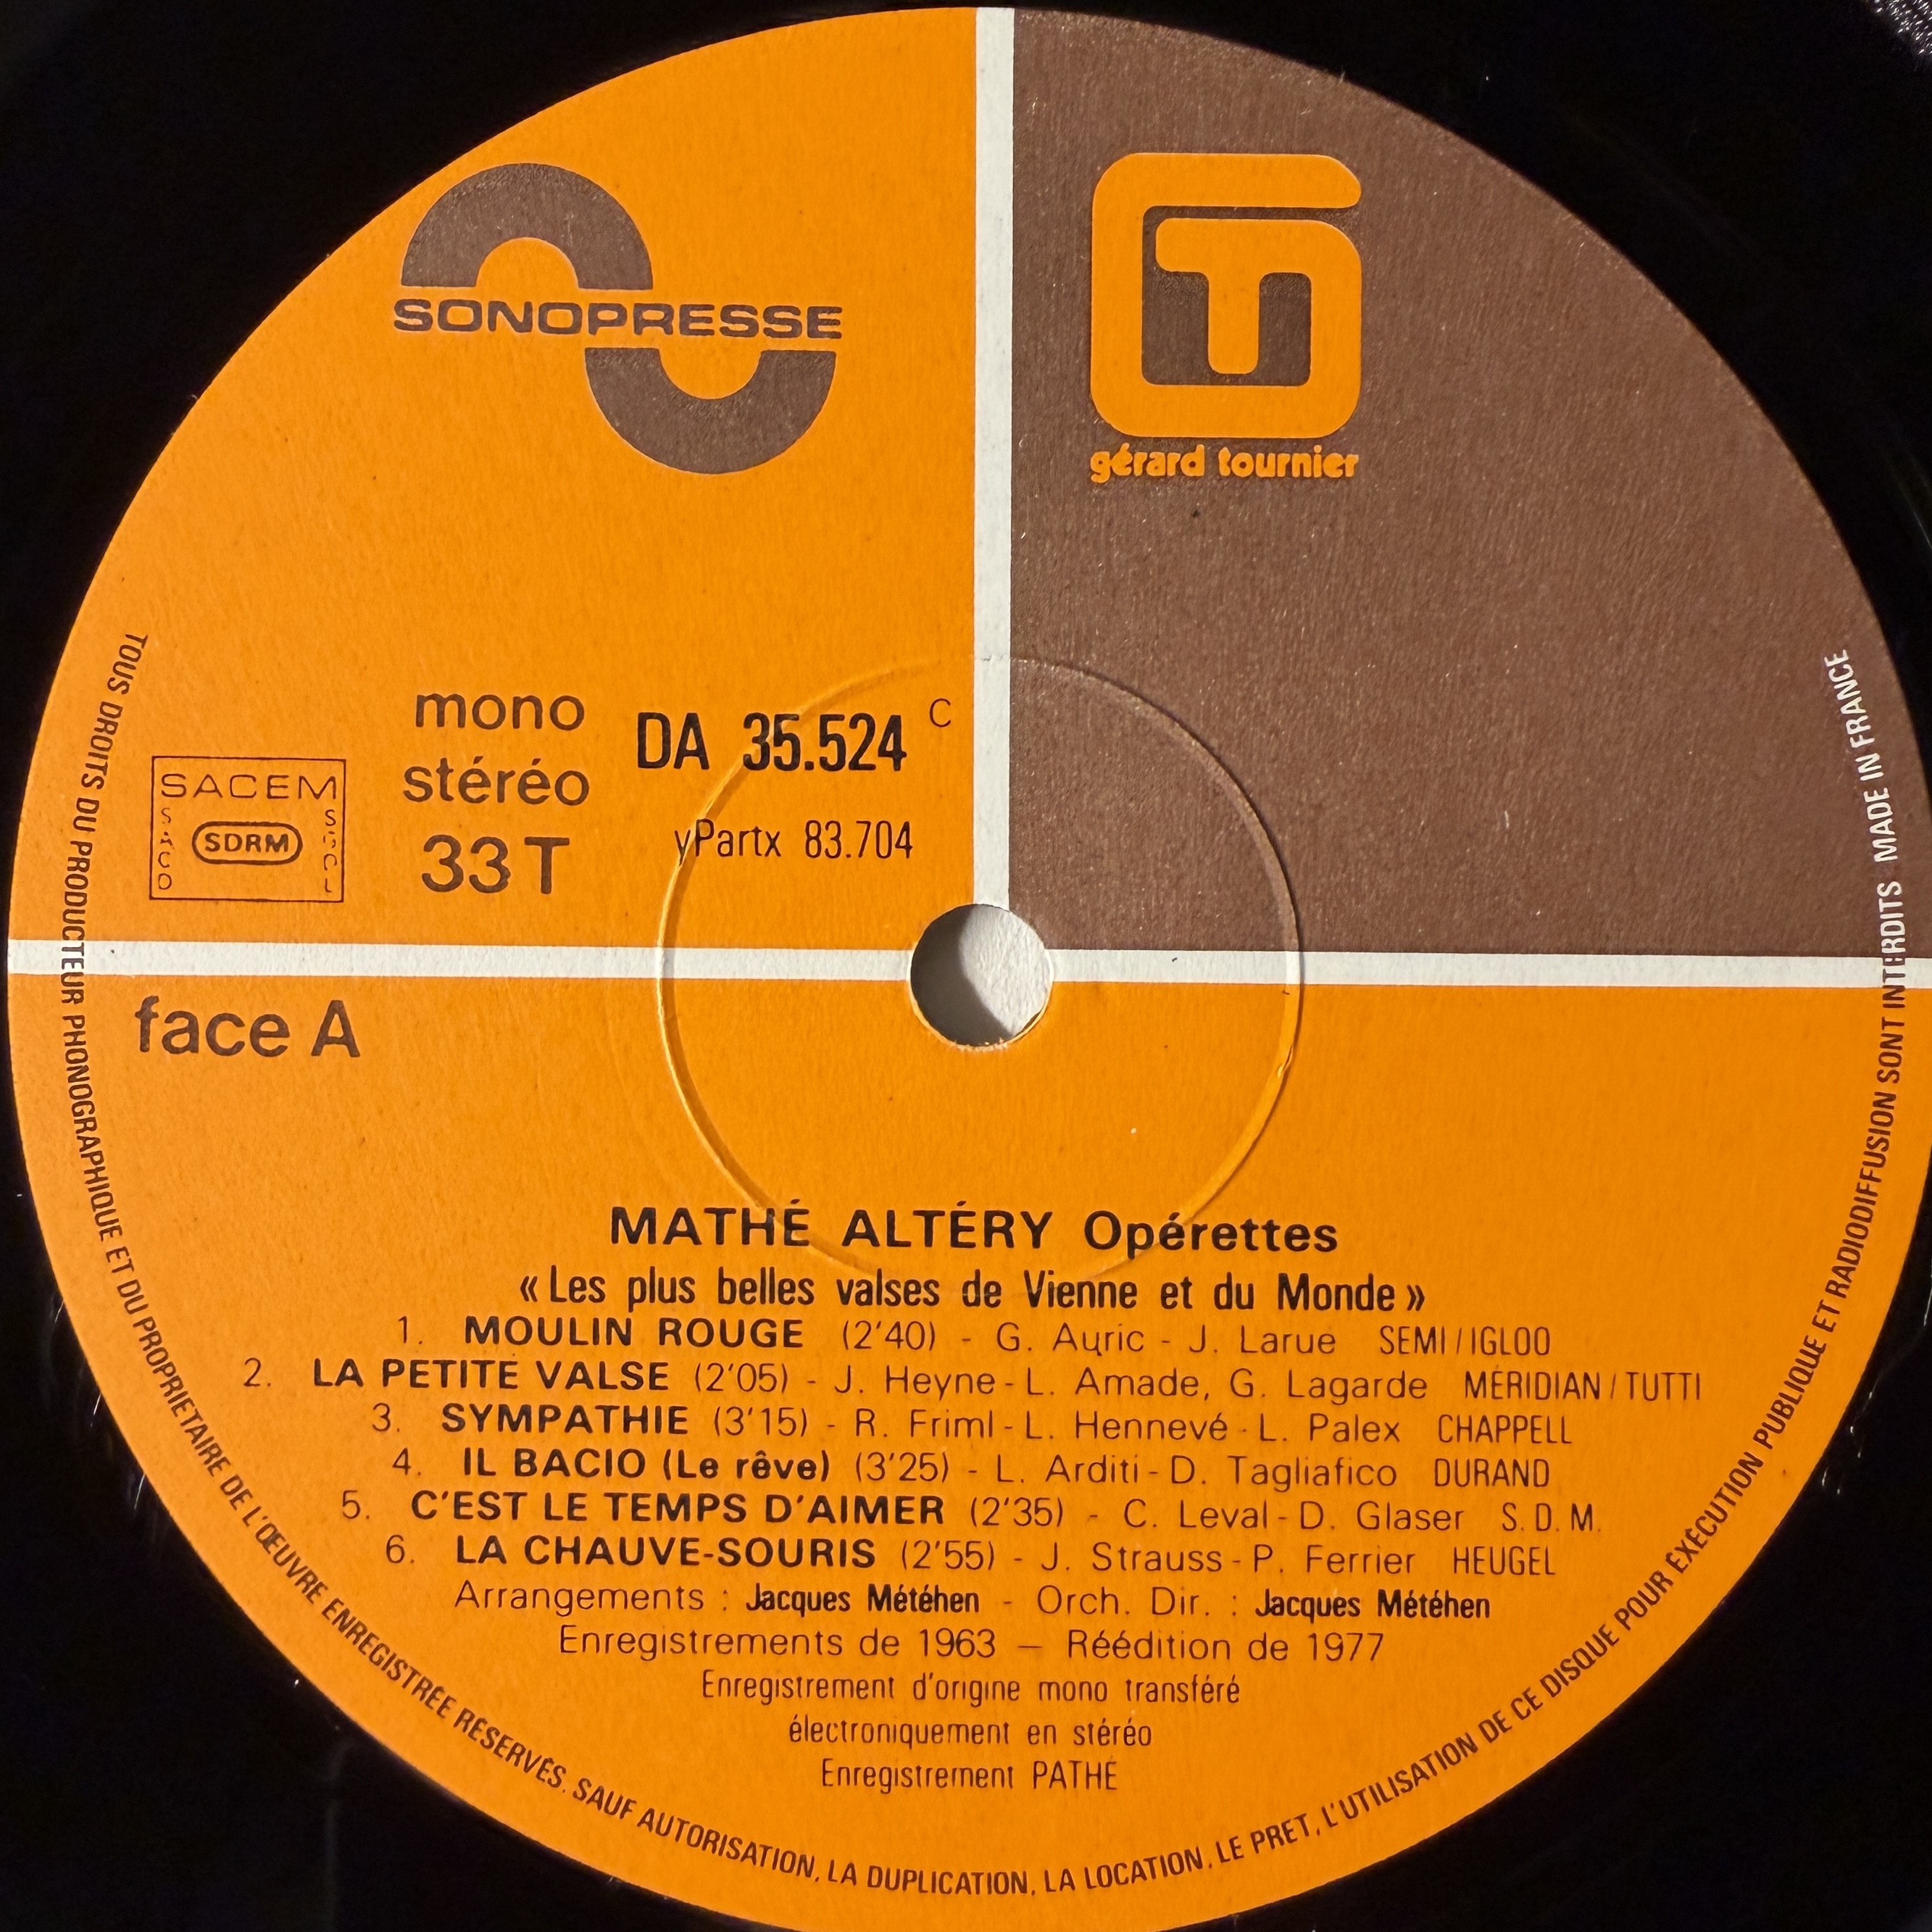 SONOPRESSE
gérard tournier
mono
stéréo
33 T
DA 35.524 C
yPartx 83.704
SACEM
SACD
SDRM
SGDL
face A
MATHÉ ALTÉRY Opérettes
« Les plus belles valses de Vienne et du Monde »
1. MOULIN ROUGE (2'40) - G. Auric - J. Larue SEMI / IGLOO
2. LA PETITE VALSE (2'05) - J. Heyne - L. Amade, G. Lagarde MÉRIDIAN / TUTTI
3. SYMPATHIE (3'15) - R. Friml - L. Hennevé - L. Palex CHAPPELL
4. IL BACIO (Le rêve) (3'25) - L. Arditi - D. Tagliafico DURAND
5. C'EST LE TEMPS D'AIMER (2'35) - C. Leval - D. Glaser S.D.M.
6. LA CHAUVE-SOURIS (2'55) - J. Strauss - P. Ferrier HEUGEL
Arrangements : Jacques Météhen - Orch. Dir. : Jacques Météhen
Enregistrements de 1963 — Réédition de 1977
Enregistrement d'origine mono transféré
électroniquement en stéréo
Enregistrement PATHÉ
TOUS DROITS DU PRODUCTEUR PHONOGRAPHIQUE ET DU PROPRIÉTAIRE DE L'ŒUVRE ENREGISTRÉE RÉSERVÉS. SAUF AUTORISATION, LA DUPLICATION, LA LOCATION, LE PRET, L'UTILISATION DE CE DISQUE POUR EXÉCUTION PUBLIQUE ET RADIODIFFUSION SONT INTERDITS MADE IN FRANCE